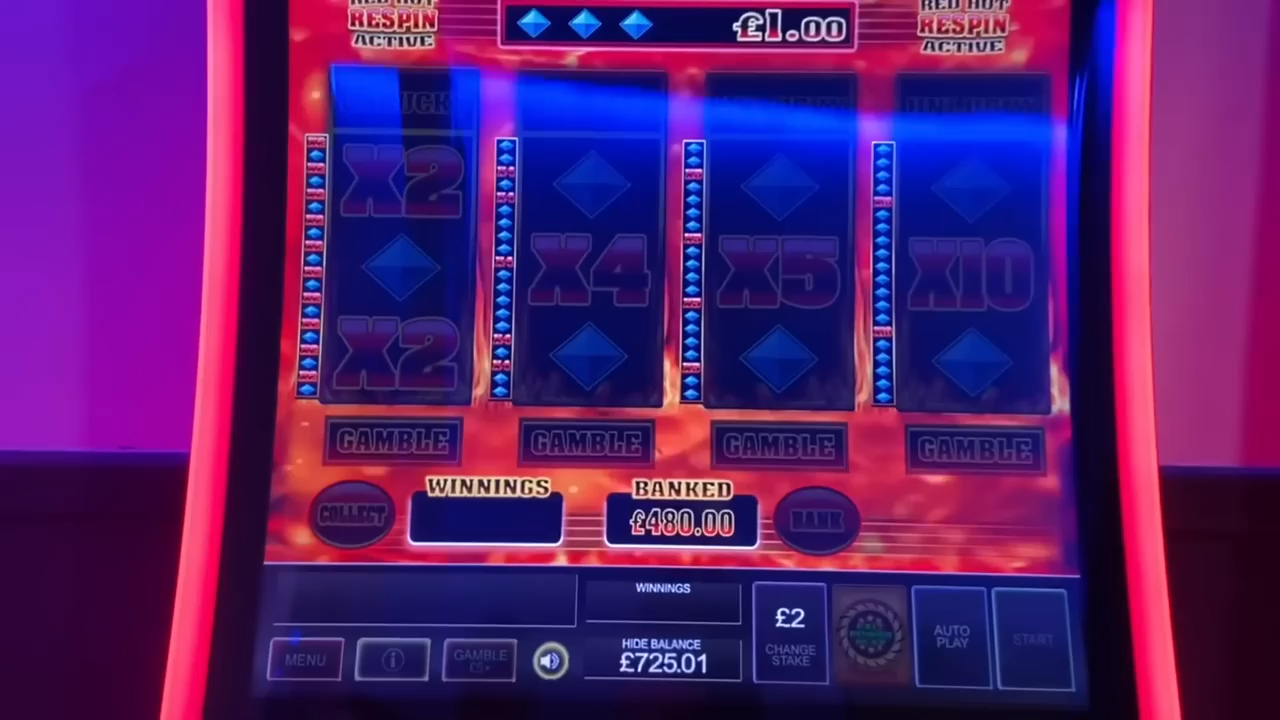 RED HOT
RESPIN
ACTIVE
£1.00
RED HOT
RESPIN
ACTIVE
X2
X4
X5
X10
X2
GAMBLE
GAMBLE
GAMBLE
GAMBLE
COLLECT
WINNINGS
BANKED
£480.00
BANK
WINNINGS
£2
CHANGE
STAKE
AUTO
PLAY
START
MENU
i
GAMBLE
£5+
HIDE BALANCE
£725.01